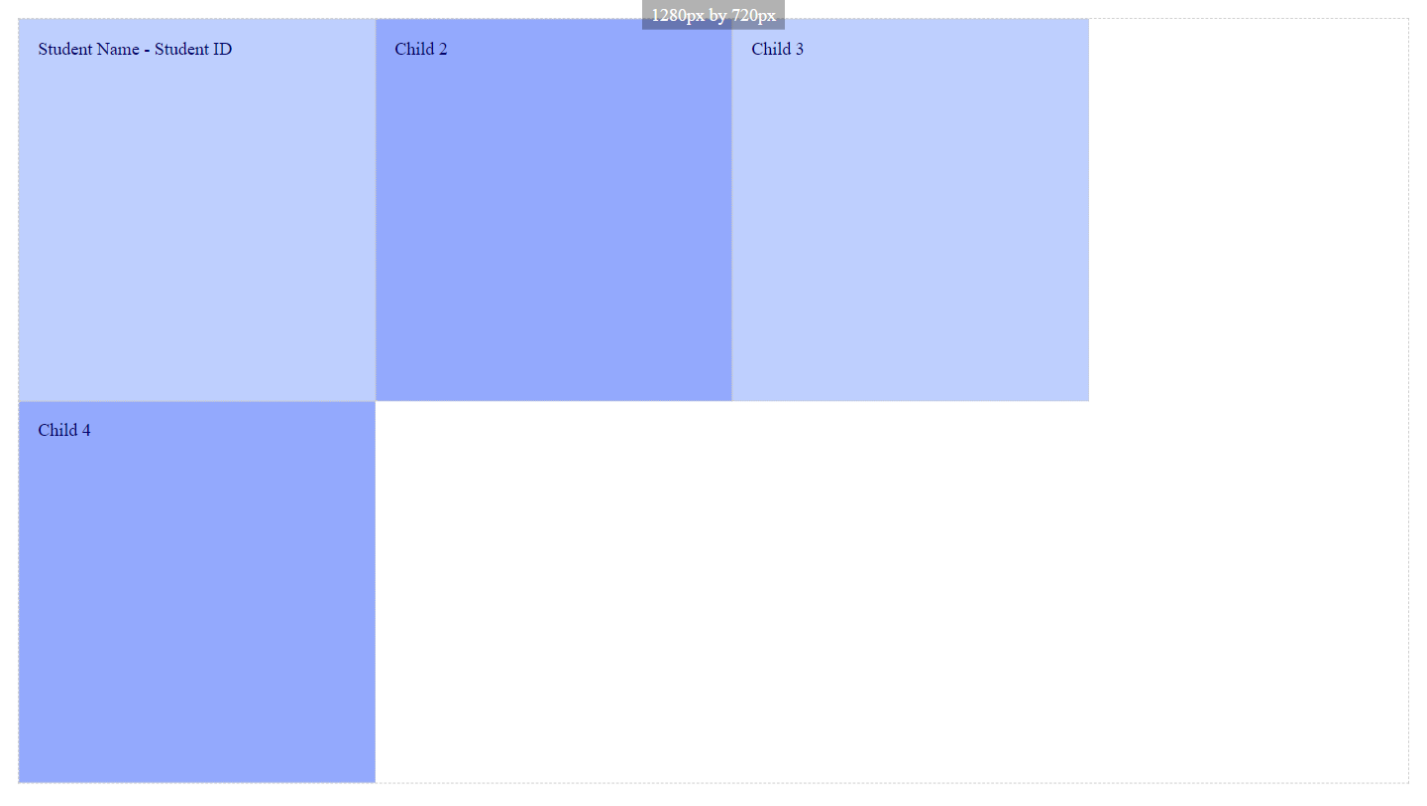 1280px by 720px
Student Name - Student ID
Child 2
Child 3
Child 4